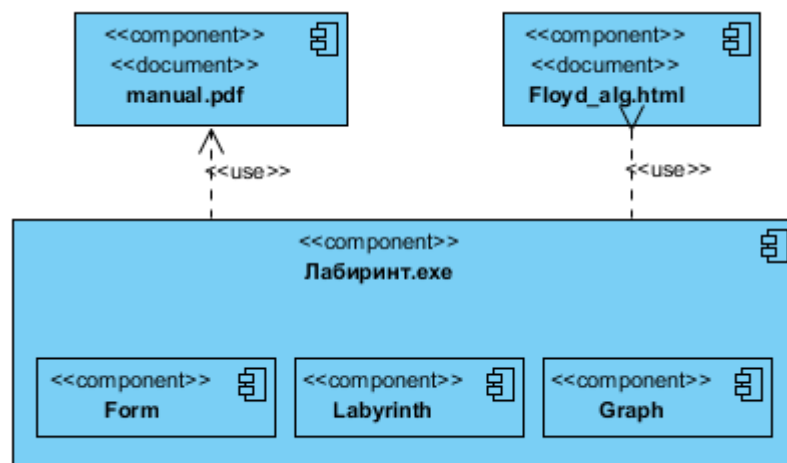 <<component>>
<<document>>
manual.pdf
<<component>>
<<document>>
Floyd_alg.html
<<use>>
<<use>>
<<component>>
Лабиринт.exe
<<component>>
Form
<<component>>
Labyrinth
<<component>>
Graph